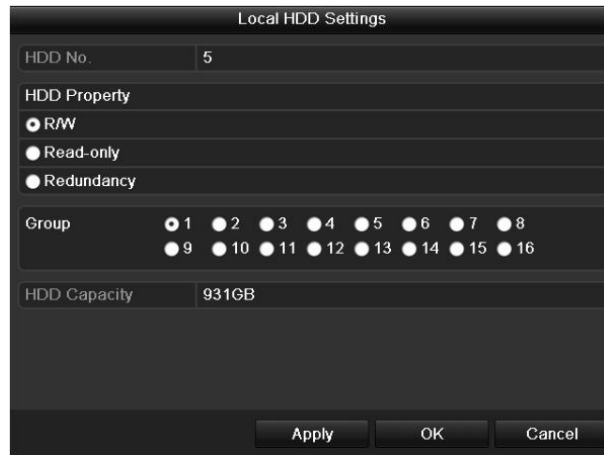 Local HDD Settings
HDD No. 5
HDD Property
R/W
Read-only
Redundancy
Group 1 2 3 4 5 6 7 8
9 10 11 12 13 14 15 16
HDD Capacity 931GB
Apply OK Cancel